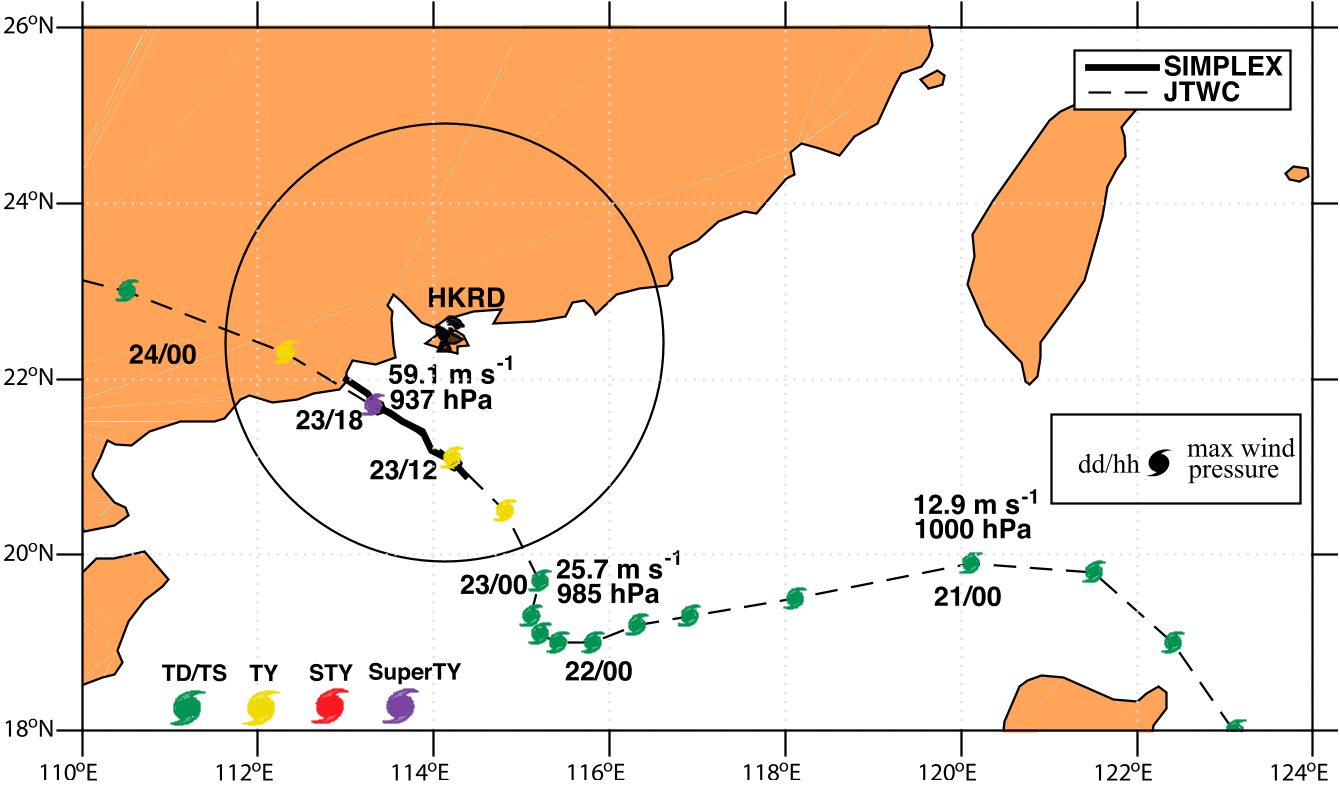 26°N
SIMPLEX
JTWC
24°N
HKRD
24/00
22°N
59.1 m s-1
937 hPa
23/18
23/12
dd/hh
max wind
pressure
12.9 m s-1
1000 hPa
20°N
25.7 m s-1
985 hPa
23/00
21/00
22/00
TD/TS
TY
STY
SuperTY
18°N
110°E
112°E
114°E
116°E
118°E
120°E
122°E
124°E